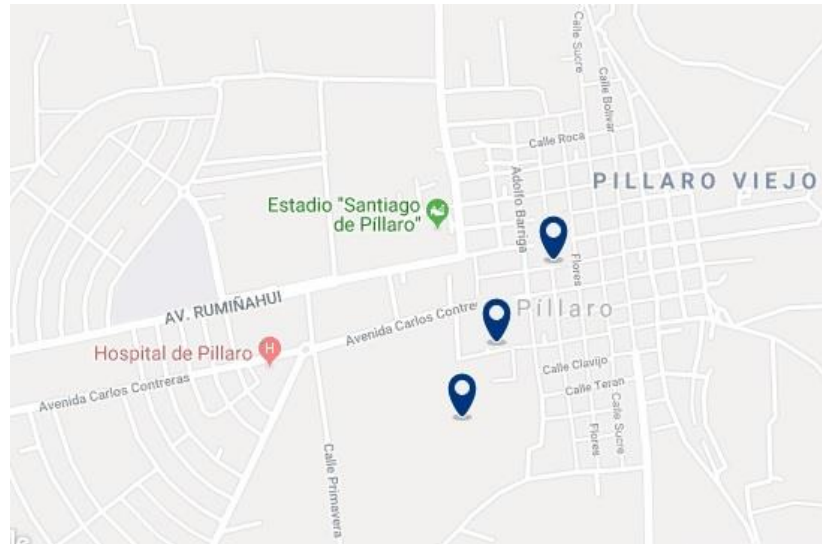 Calle Sucre
Calle Bolívar
Calle Roca
Adolfo Barriga
PILLARO VIEJO
Estadio "Santiago
de Píllaro"
Flores
AV. RUMIÑAHUI
Avenida Carlos Contre
Píllaro
Hospital de Pillaro
H
Avenida Carlos Contreras
Calle Clavijo
Calle Teran
Calle Sucre
Flores
Calle Primavera